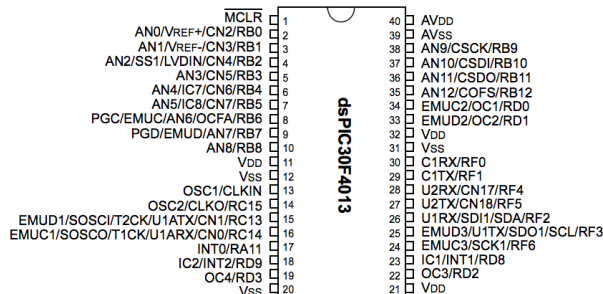 MCLR 1
AN0/VREF+/CN2/RB0 2
AN1/VREF-/CN3/RB1 3
AN2/SS1/LVDIN/CN4/RB2 4
AN3/CN5/RB3 5
AN4/IC7/CN6/RB4 6
AN5/IC8/CN7/RB5 7
PGC/EMUC/AN6/OCFA/RB6 8
PGD/EMUD/AN7/RB7 9
AN8/RB8 10
VDD 11
VSS 12
OSC1/CLKIN 13
OSC2/CLKO/RC15 14
EMUD1/SOSCI/T2CK/U1ATX/CN1/RC13 15
EMUC1/SOSCO/T1CK/U1ARX/CN0/RC14 16
INT0/RA11 17
IC2/INT2/RD9 18
OC4/RD3 19
VSS 20
dsPIC30F4013
40 AVDD
39 AVSS
38 AN9/CSCK/RB9
37 AN10/CSDI/RB10
36 AN11/CSDO/RB11
35 AN12/COFS/RB12
34 EMUC2/OC1/RD0
33 EMUD2/OC2/RD1
32 VDD
31 VSS
30 C1RX/RF0
29 C1TX/RF1
28 U2RX/CN17/RF4
27 U2TX/CN18/RF5
26 U1RX/SDI1/SDA/RF2
25 EMUD3/U1TX/SDO1/SCL/RF3
24 EMUC3/SCK1/RF6
23 IC1/INT1/RD8
22 OC3/RD2
21 VDD